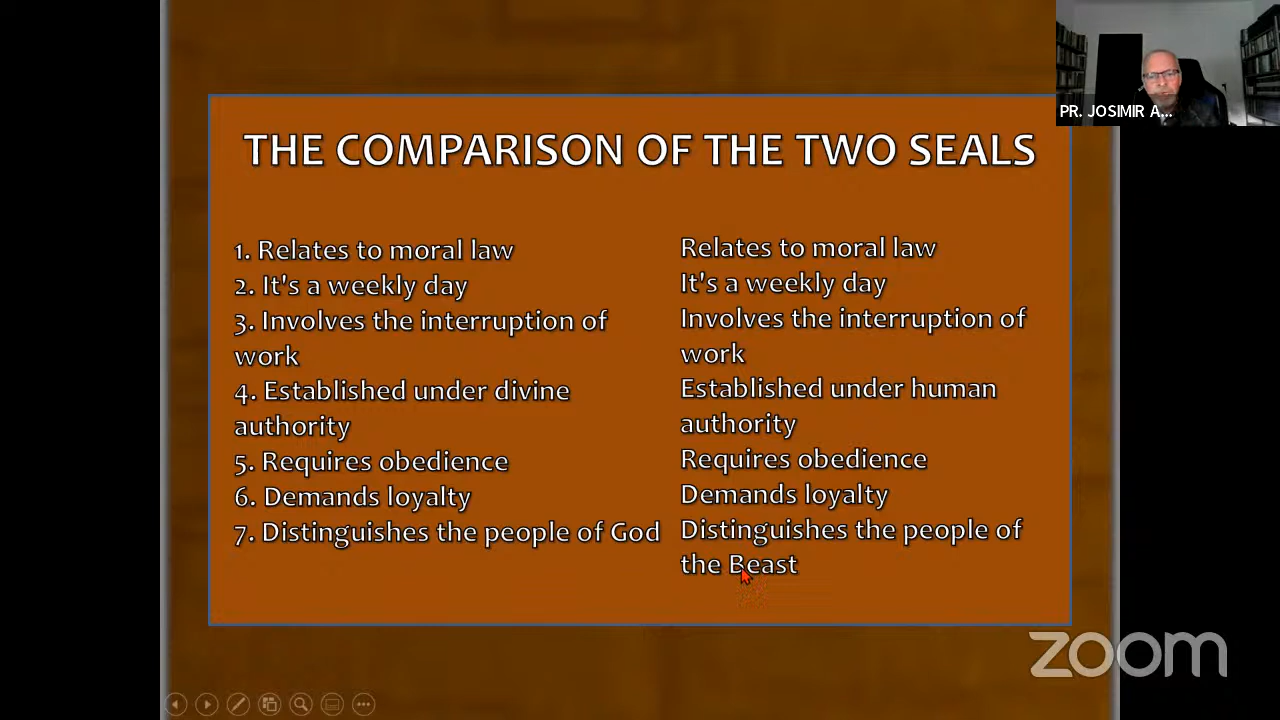 THE COMPARISON OF THE TWO SEALS
1. Relates to moral law
2. It's a weekly day
3. Involves the interruption of
work
4. Established under divine
authority
5. Requires obedience
6. Demands loyalty
7. Distinguishes the people of God
Relates to moral law
It's a weekly day
Involves the interruption of
work
Established under human
authority
Requires obedience
Demands loyalty
Distinguishes the people of
the Beast
PR. JOSIMIR A...
zoom